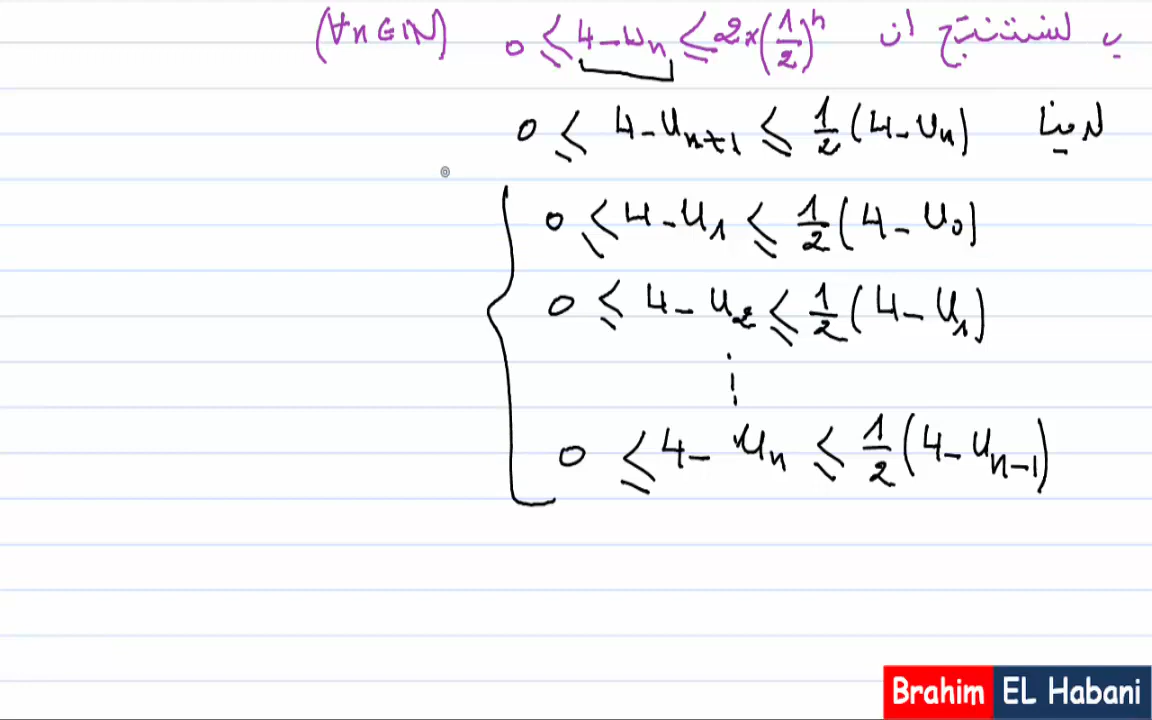 ب لنستنتج ان 0 ≤ 4 - u_n ≤ 2×(1/2)^n (∀n∈ℕ)
لدينا 0 ≤ 4 - u_{n+1} ≤ 1/2 (4 - u_n)
0 ≤ 4 - u_1 ≤ 1/2 (4 - u_0)
0 ≤ 4 - u_2 ≤ 1/2 (4 - u_1)
⋮
0 ≤ 4 - u_n ≤ 1/2 (4 - u_{n-1})
Brahim EL Habani